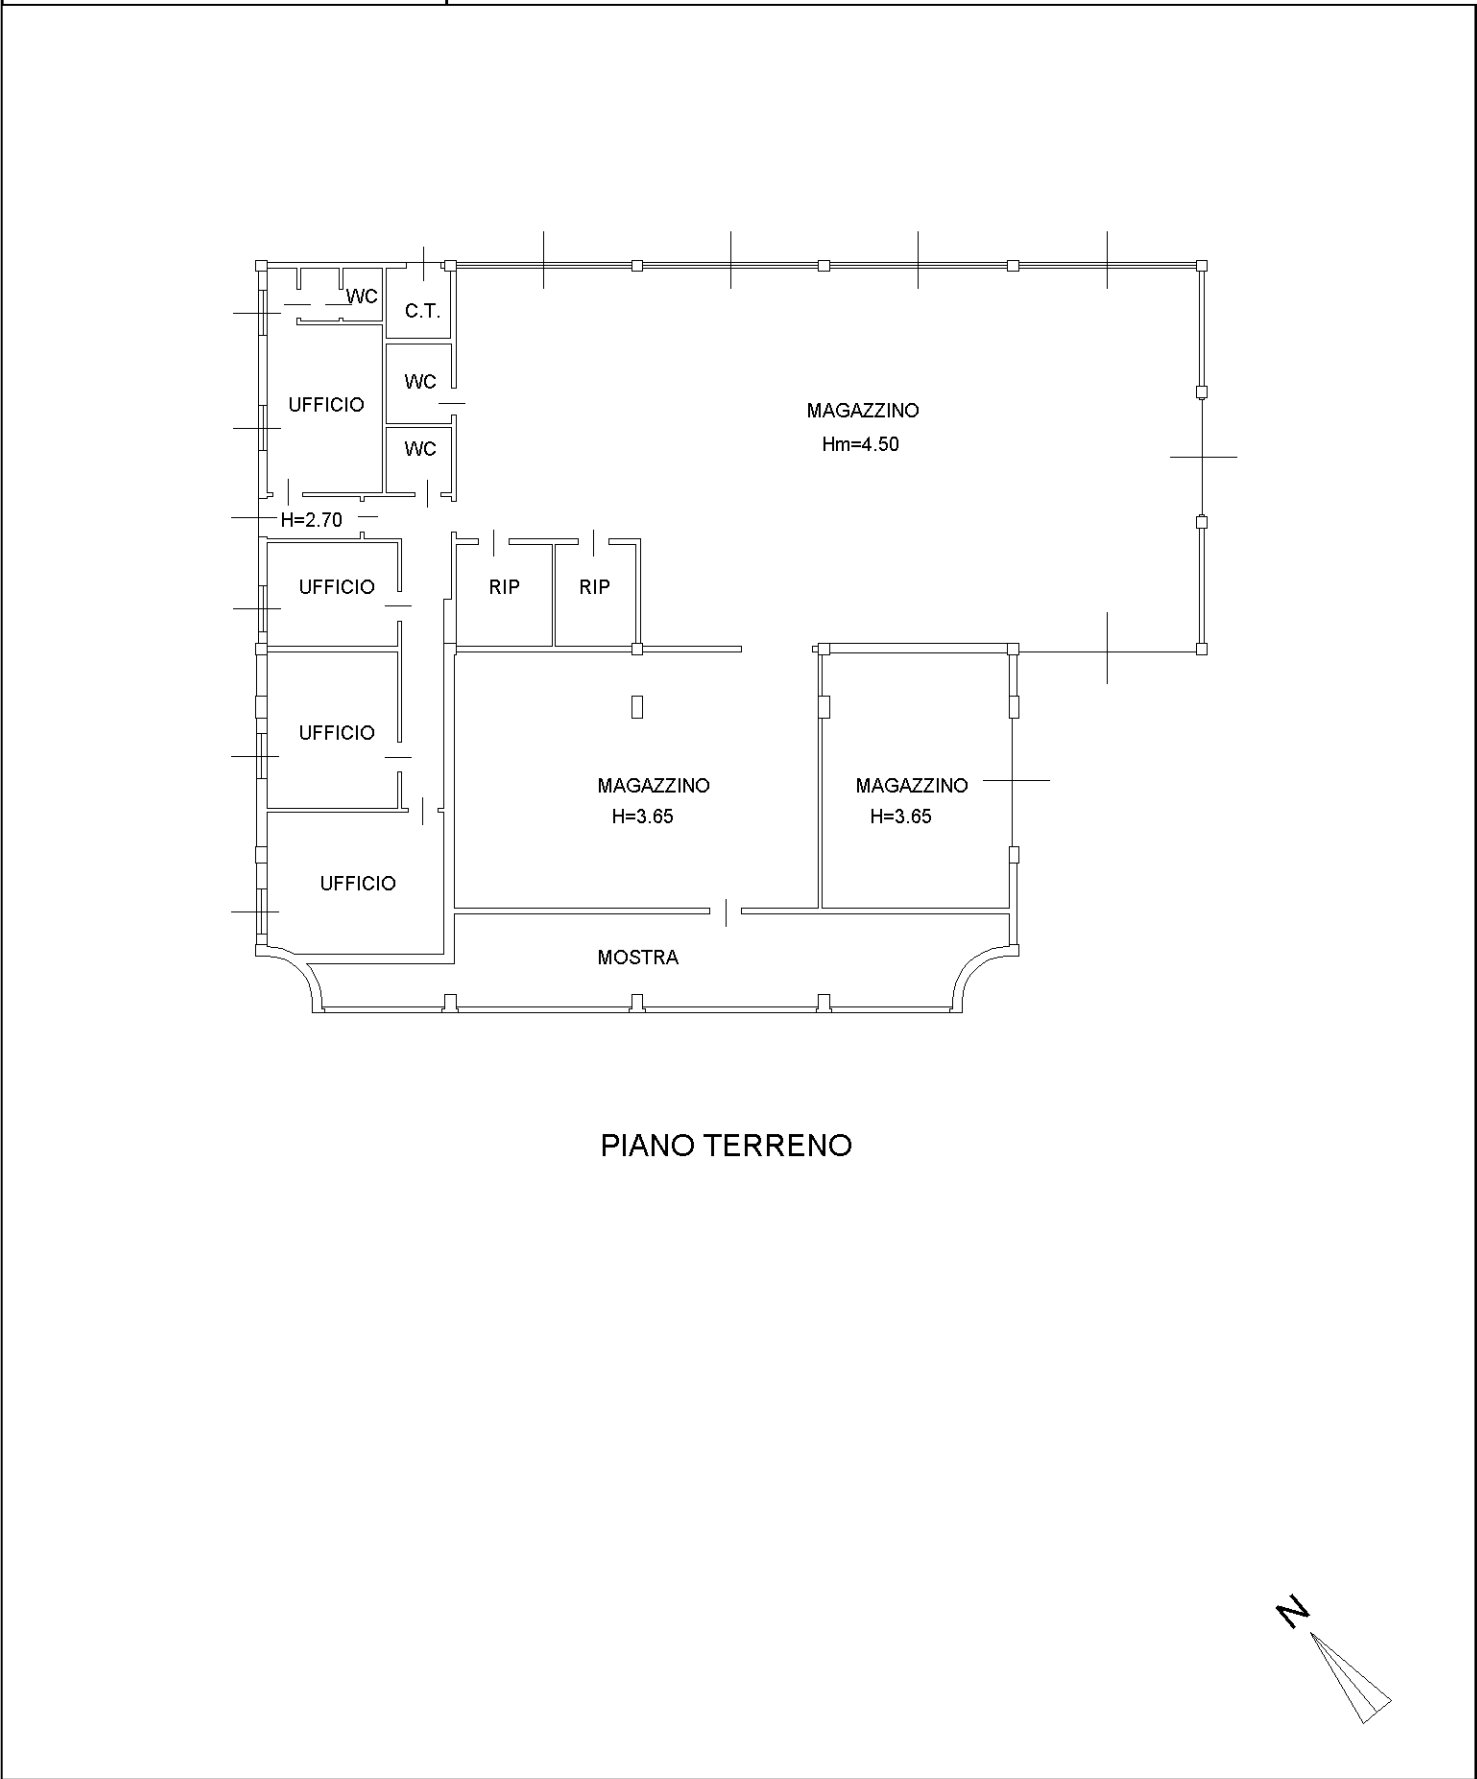 WC
C.T.
WC
UFFICIO
MAGAZZINO
Hm=4.50
WC
H=2.70
UFFICIO
RIP
RIP
UFFICIO
MAGAZZINO
H=3.65
MAGAZZINO
H=3.65
UFFICIO
MOSTRA
PIANO TERRENO
N